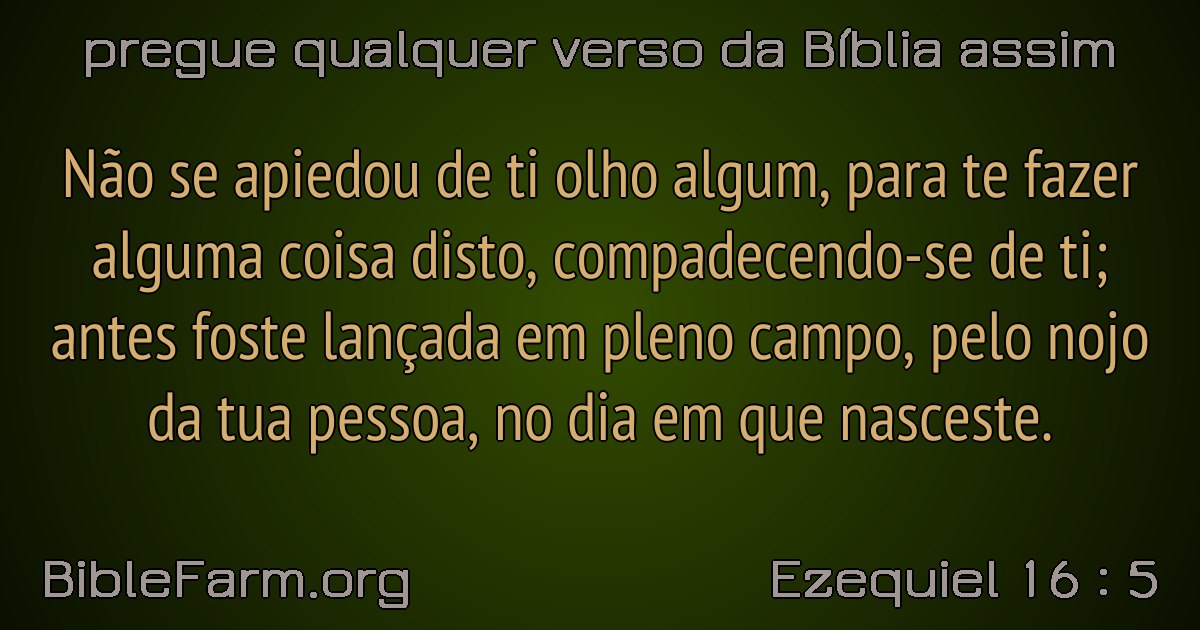 pregue qualquer verso da Bíblia assim
Não se apiedou de ti olho algum, para te fazer
alguma coisa disto, compadecendo-se de ti;
antes foste lançada em pleno campo, pelo nojo
da tua pessoa, no dia em que nasceste.
BibleFarm.org
Ezequiel 16 : 5